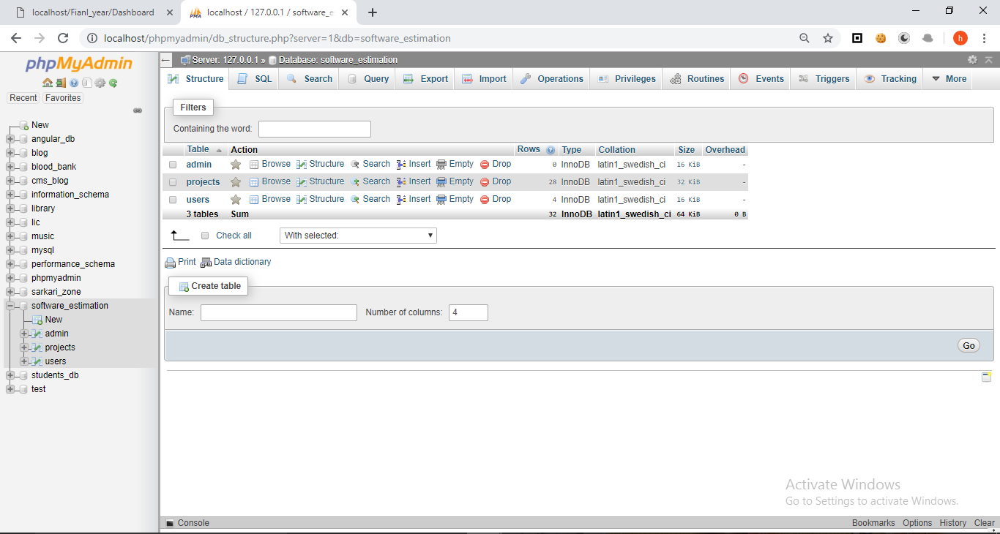 localhost/Fianl_year/Dashboard
localhost / 127.0.0.1 / software_e
localhost/phpmyadmin/db_structure.php?server=1&db=software_estimation
h
phpMyAdmin
Recent Favorites
New
angular_db
blog
blood_bank
cms_blog
information_schema
library
lic
music
mysql
performance_schema
phpmyadmin
sarkari_zone
software_estimation
New
admin
projects
users
students_db
test
Server: 127.0.0.1 » Database: software_estimation
Structure SQL Search Query Export Import Operations Privileges Routines Events Triggers Tracking More
Filters
Containing the word:
Table Action Rows Type Collation Size Overhead
admin Browse Structure Search Insert Empty Drop 0 InnoDB latin1_swedish_ci 16 KiB -
projects Browse Structure Search Insert Empty Drop 28 InnoDB latin1_swedish_ci 32 KiB -
users Browse Structure Search Insert Empty Drop 4 InnoDB latin1_swedish_ci 16 KiB -
3 tables Sum 32 InnoDB latin1_swedish_ci 64 KiB 0 B
Check all With selected:
Print Data dictionary
Create table
Name: Number of columns: 4
Go
Activate Windows
Go to Settings to activate Windows.
Console Bookmarks Options History Clear